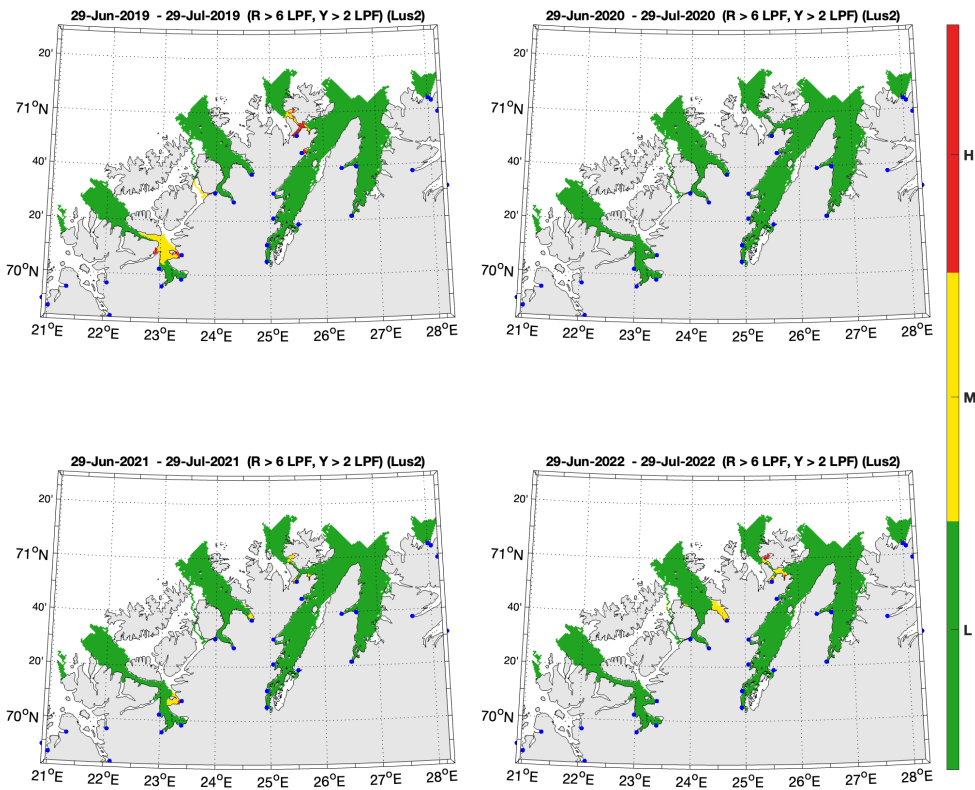 29-Jun-2019 - 29-Jul-2019 (R > 6 LPF, Y > 2 LPF) (Lus2)
20'
71°N
40'
20'
70°N
21°E 22°E 23°E 24°E 25°E 26°E 27°E 28°E
29-Jun-2020 - 29-Jul-2020 (R > 6 LPF, Y > 2 LPF) (Lus2)
20'
71°N
40'
20'
70°N
21°E 22°E 23°E 24°E 25°E 26°E 27°E 28°E
29-Jun-2021 - 29-Jul-2021 (R > 6 LPF, Y > 2 LPF) (Lus2)
20'
71°N
40'
20'
70°N
21°E 22°E 23°E 24°E 25°E 26°E 27°E 28°E
29-Jun-2022 - 29-Jul-2022 (R > 6 LPF, Y > 2 LPF) (Lus2)
20'
71°N
40'
20'
70°N
21°E 22°E 23°E 24°E 25°E 26°E 27°E 28°E
H
M
L